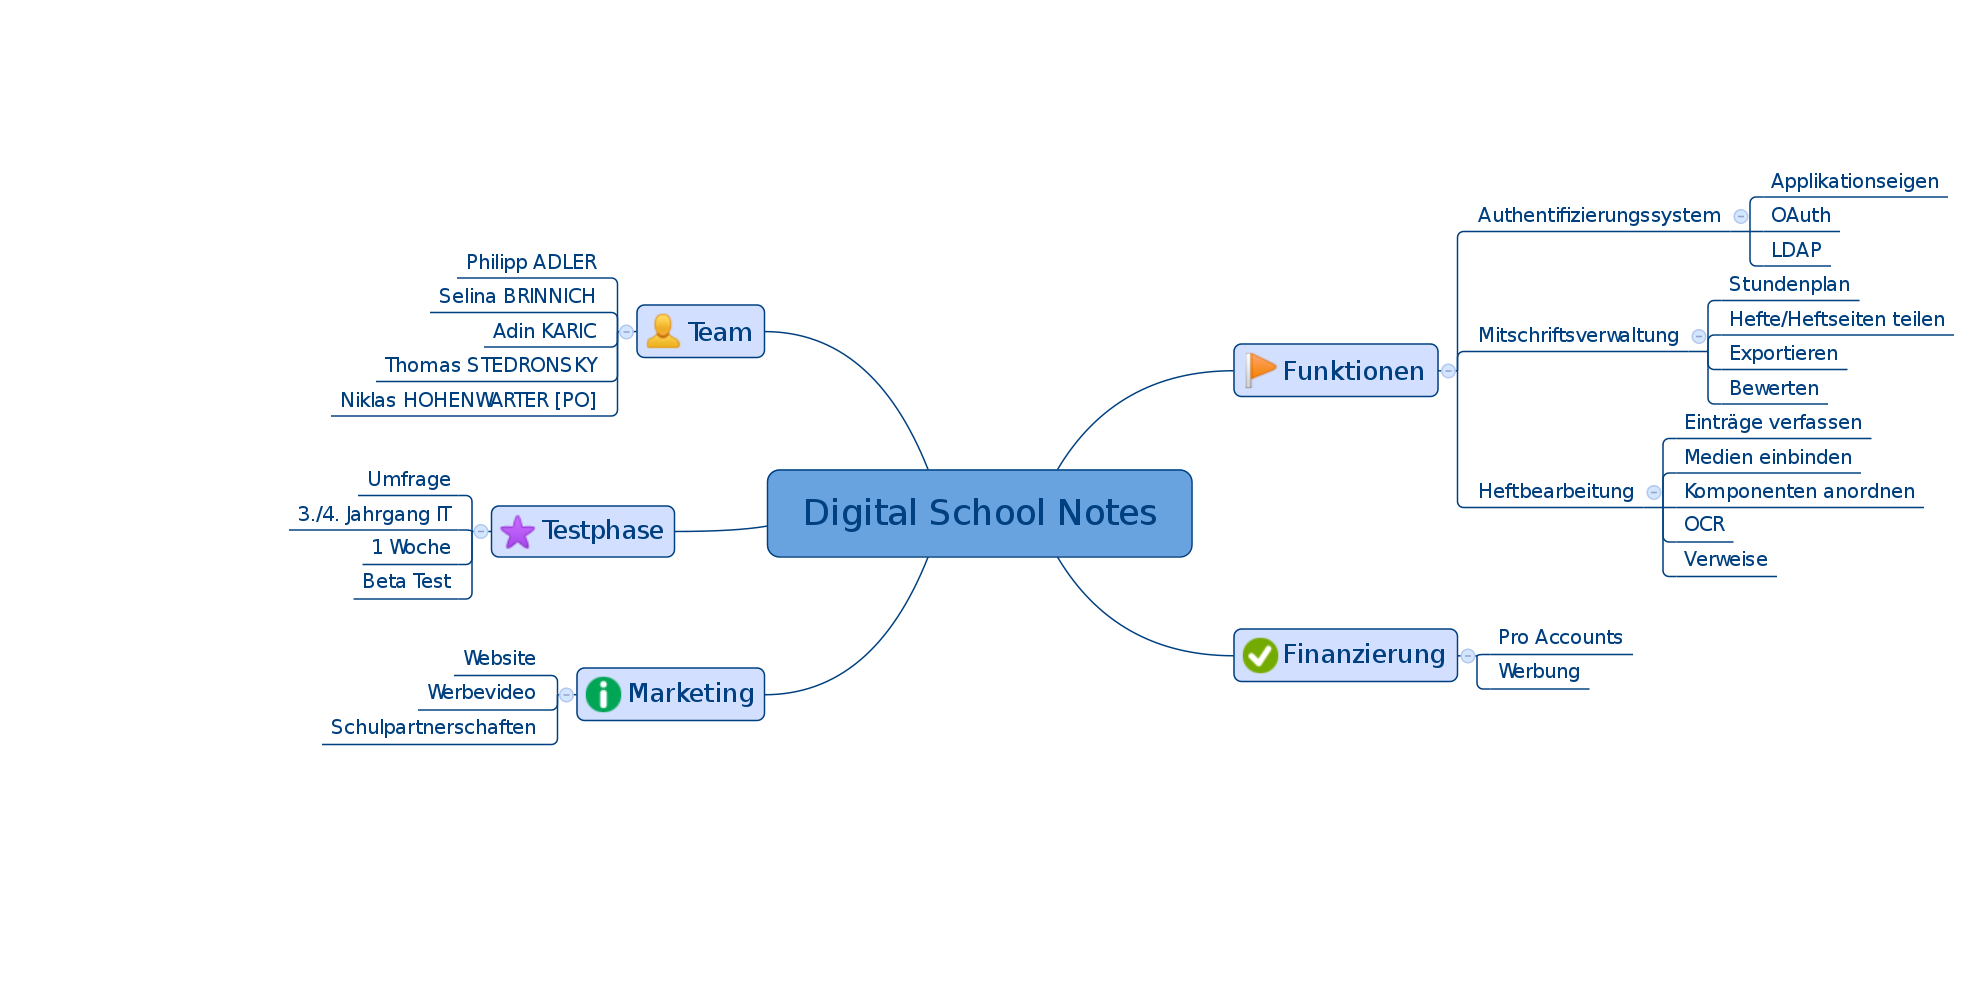 Digital School Notes
Team
Philipp ADLER
Selina BRINNICH
Adin KARIC
Thomas STEDRONSKY
Niklas HOHENWARTER [PO]
Testphase
Umfrage
3./4. Jahrgang IT
1 Woche
Beta Test
Marketing
Website
Werbevideo
Schulpartnerschaften
Funktionen
Authentifizierungssystem
Applikationseigen
OAuth
LDAP
Mitschriftsverwaltung
Stundenplan
Hefte/Heftseiten teilen
Exportieren
Bewerten
Heftbearbeitung
Einträge verfassen
Medien einbinden
Komponenten anordnen
OCR
Verweise
Finanzierung
Pro Accounts
Werbung